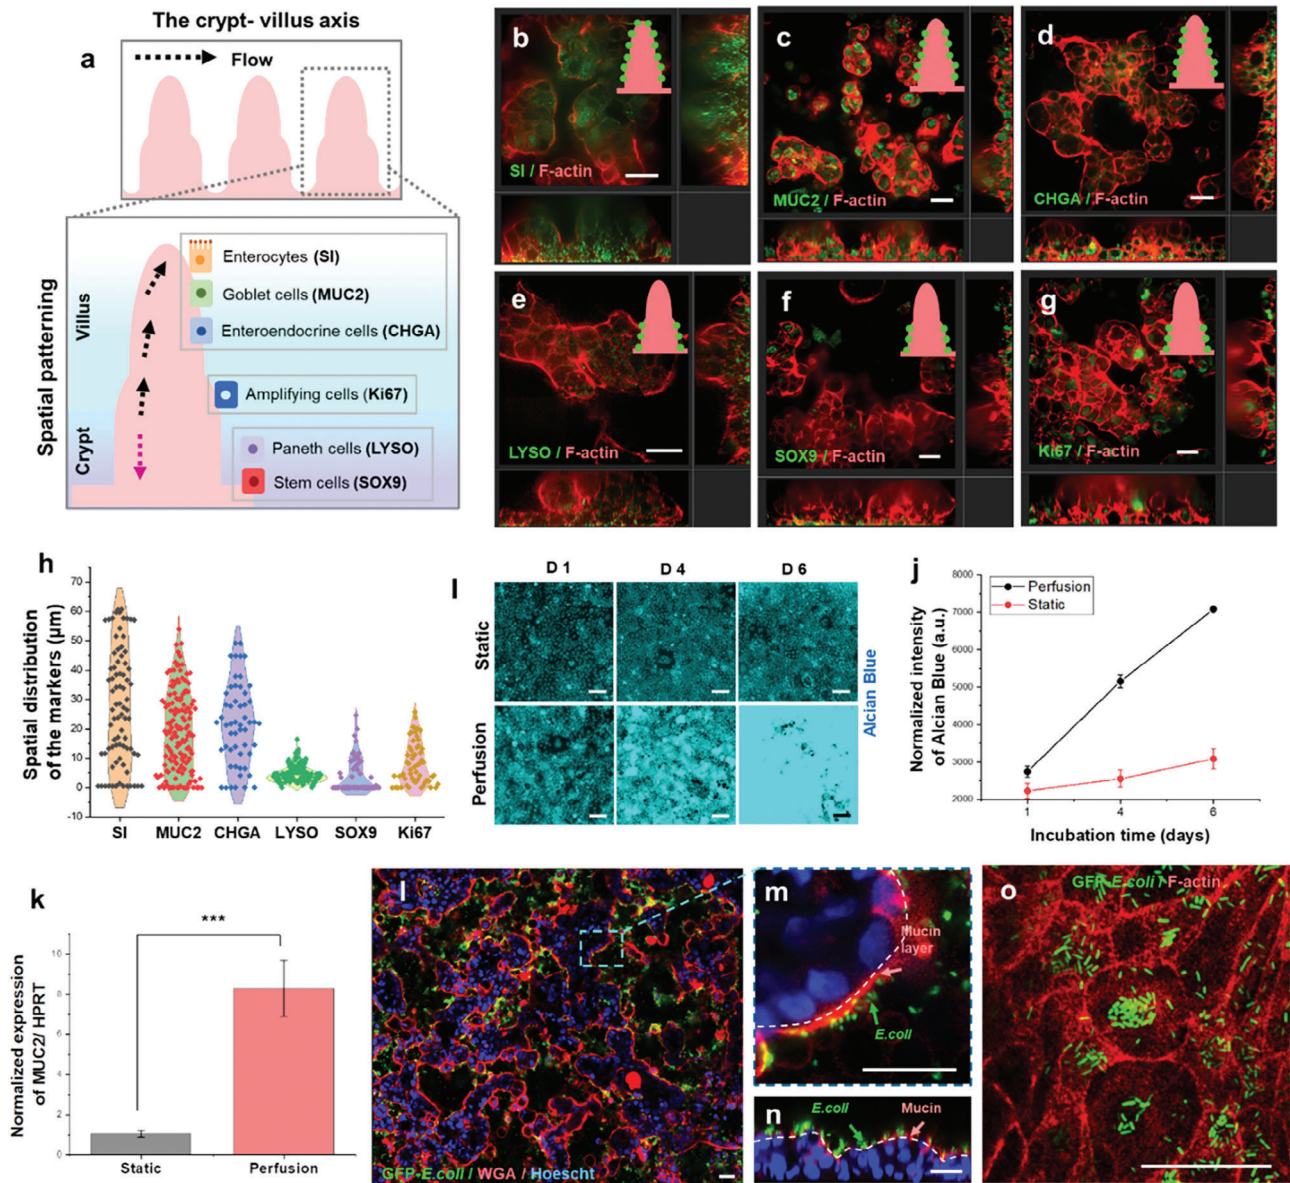 The crypt- villus axis
a
Flow
Spatial patterning
Villus
Crypt
Enterocytes (SI)
Goblet cells (MUC2)
Enteroendocrine cells (CHGA)
Amplifying cells (Ki67)
Paneth cells (LYSO)
Stem cells (SOX9)
b
SI / F-actin
c
MUC2 / F-actin
d
CHGA / F-actin
e
LYSO / F-actin
f
SOX9 / F-actin
g
Ki67 / F-actin
h
Spatial distribution
of the markers (µm)
70
60
50
40
30
20
10
0
-10
SI MUC2 CHGA LYSO SOX9 Ki67
I
D 1 D 4 D 6
Static
Perfusion
Alcian Blue
j
Perfusion
Static
Normalized intensity
of Alcian Blue (a.u.)
8000
7000
6000
5000
4000
3000
2000
1 4 6
Incubation time (days)
k
***
Normalized expression
of MUC2/ HPRT
10
8
6
4
2
0
Static Perfusion
l
GFP-E.coli / WGA / Hoescht
m
Mucin
layer
E.coli
n
E.coli Mucin
o
GFP-E.coli / F-actin